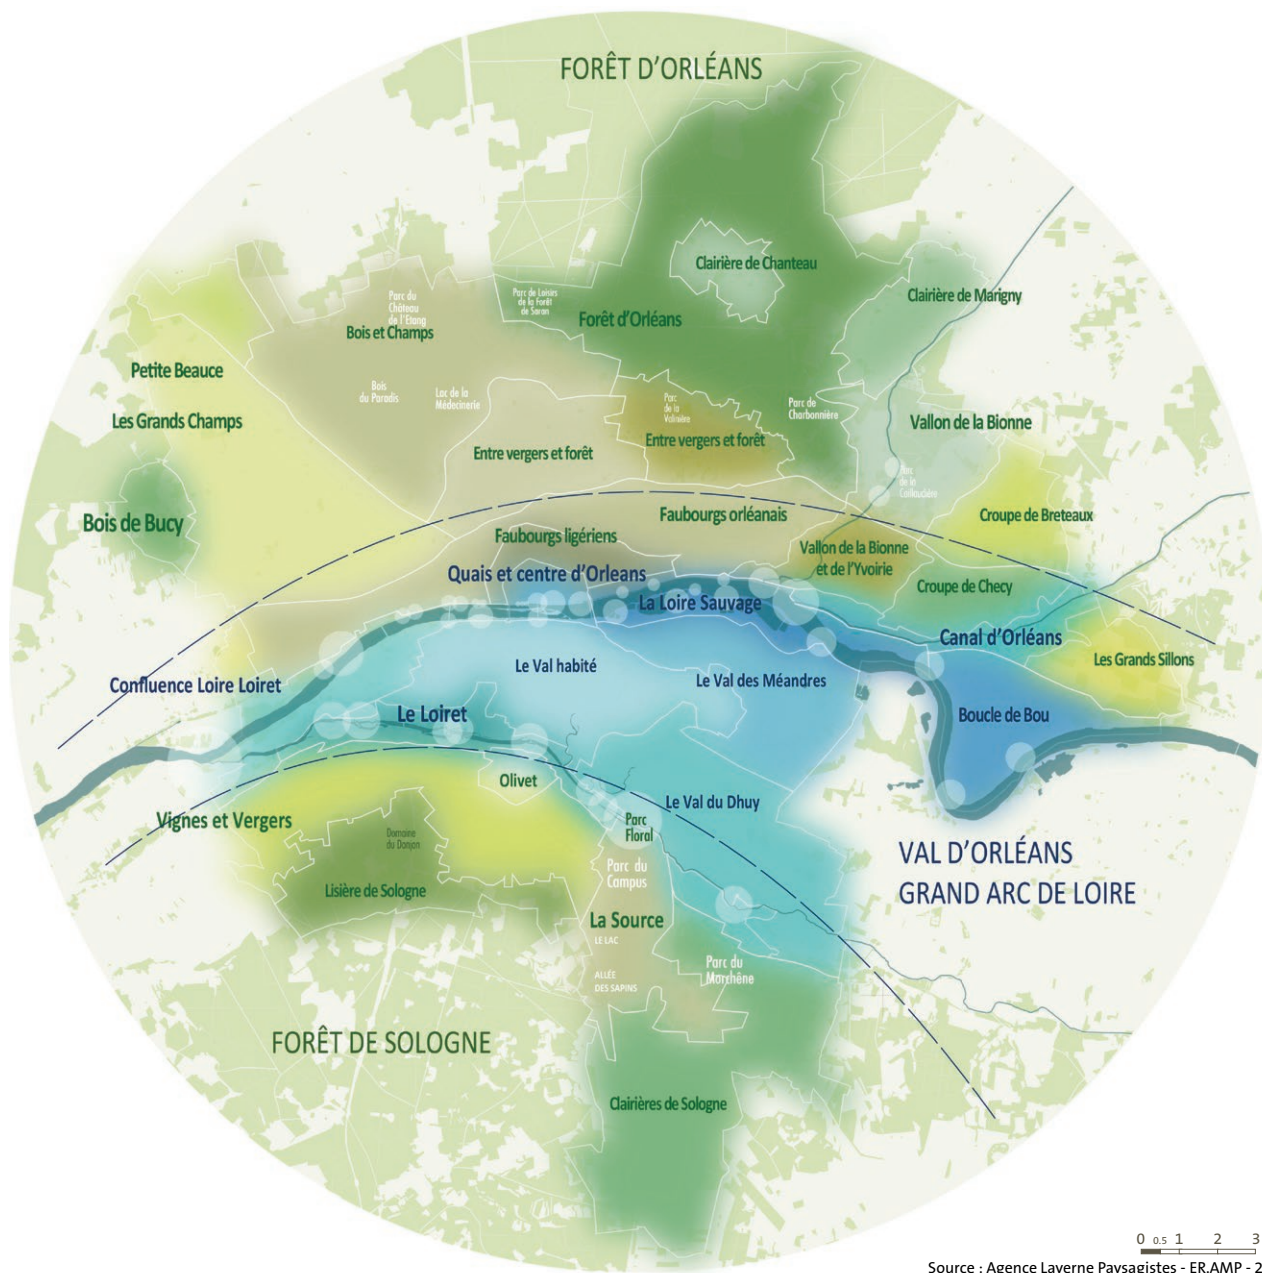 FORÊT D'ORLÉANS
Clairière de Chanteau
Clairière de Marigny
Parc du
Château
de l'Etang
Parc de Loisirs
de la Forêt
de Saran
Bois et Champs
Forêt d'Orléans
Petite Beauce
Bois
du Paradis
Lac de la
Médecinerie
Parc
de la
Vallinière
Parc de
Charbonnière
Les Grands Champs
Vallon de la Bionne
Entre vergers et forêt
Entre vergers et forêt
Parc
de la
Caillaudière
Bois de Bucy
Faubourgs orléanais
Croupe de Breteaux
Faubourgs ligériens
Vallon de la Bionne
et de l'Yvoirie
Quais et centre d'Orleans
Croupe de Checy
La Loire Sauvage
Canal d'Orléans
Les Grands Sillons
Le Val habité
Le Val des Méandres
Confluence Loire Loiret
Le Loiret
Boucle de Bou
Olivet
Le Val du Dhuy
Vignes et Vergers
Parc
Floral
Domaine
du Donjon
Parc du
Campus
VAL D'ORLÉANS
GRAND ARC DE LOIRE
Lisière de Sologne
La Source
LE LAC
Parc du
Morchêne
ALLÉE
DES SAPINS
FORÊT DE SOLOGNE
Clairières de Sologne
0 0.5 1 2 3
Source : Agence Laverne Paysagistes - ER.AMP - 2